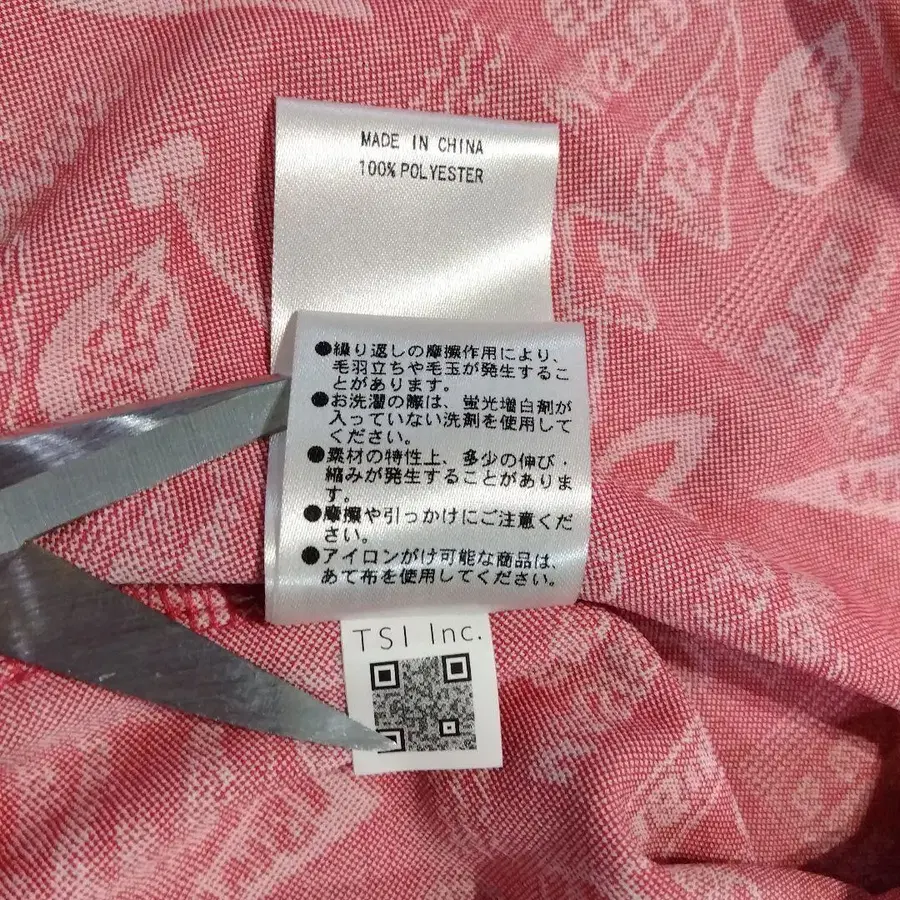 MADE IN CHINA
100% POLYESTER
●繰り返しの摩擦作用により、
毛羽立ちや毛玉が発生するこ
とがあります。
●お洗濯の際は、蛍光増白剤が
入っていない洗剤を使用して
ください。
●素材の特性上、多少の伸び・
縮みが発生することがありま
す。
●摩擦や引っかけにご注意くだ
さい。
●アイロンがけ可能な商品は、
あて布を使用してください。
TSI Inc.